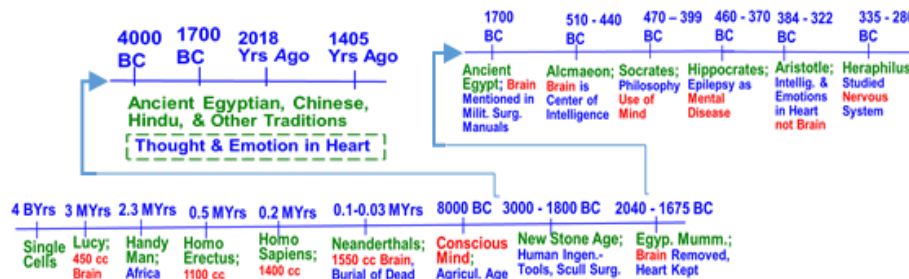 4000 BC
1700 BC
2018 Yrs Ago
1405 Yrs Ago
Ancient Egyptian, Chinese,
Hindu, & Other Traditions
Thought & Emotion in Heart
1700 BC
510 - 440 BC
470 – 399 BC
460 - 370 BC
384 - 322 BC
335 - 280 BC
Ancient
Egypt; Brain
Mentioned in
Milit. Surg.
Manuals
Alcmaeon;
Brain is
Center of
Intelligence
Socrates;
Philosophy
Use of
Mind
Hippocrates;
Epilepsy as
Mental
Disease
Aristotle;
Intellig. &
Emotions
in Heart
not Brain
Heraphilus
Studied
Nervous
System
4 BYrs
3 MYrs
2.3 MYrs
0.5 MYrs
0.2 MYrs
0.1-0.03 MYrs
8000 BC
3000 - 1800 BC
2040 - 1675 BC
Single
Cells
Lucy;
450 cc
Brain
Handy
Man;
Africa
Homo
Erectus;
1100 cc
Homo
Sapiens;
1400 cc
Neanderthals;
1550 cc Brain,
Burial of Dead
Conscious
Mind;
Agricul. Age
New Stone Age;
Human Ingen.-
Tools, Scull Surg.
Egyp. Mumm.;
Brain Removed,
Heart Kept